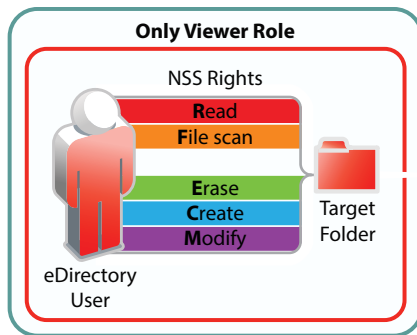 Only Viewer Role
NSS Rights
Read
File scan
Erase
Create
Modify
Target
Folder
eDirectory
User